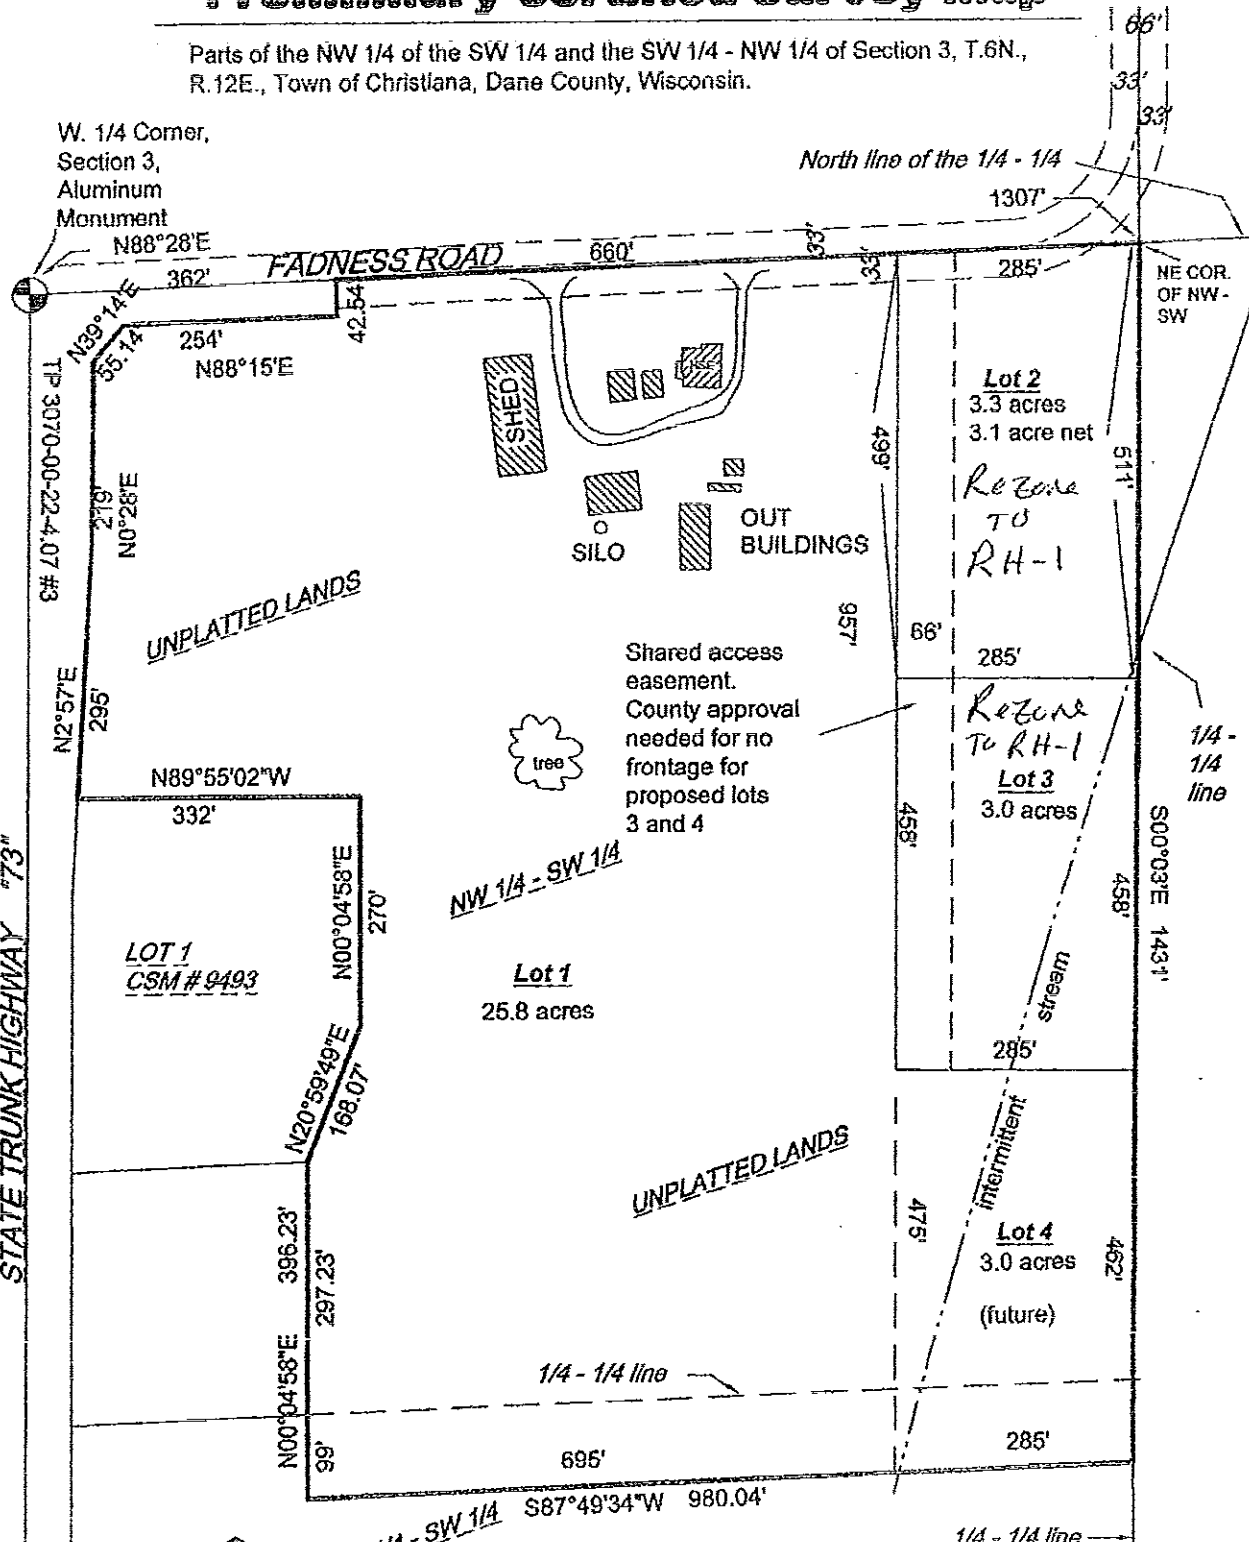 Parts of the NW 1/4 of the SW 1/4 and the SW 1/4 - NW 1/4 of Section 3, T.6N.,
R.12E., Town of Christiana, Dane County, Wisconsin.
66'
33'
33'
W. 1/4 Corner,
Section 3,
Aluminum
Monument
North line of the 1/4 - 1/4
1307'
N88°28'E
FADNESS ROAD
660'
33'
33'
362'
285'
NE COR.
OF NW -
SW
N39°14'E
55.14
42.54
254'
N88°15'E
TP 3070-00-22-4.07 #3
SHED
Lot 2
3.3 acres
3.1 acre net
499'
511'
Rezone
TO
RH-1
219'
N0°28'E
OUT
BUILDINGS
SILO
UNPLATTED LANDS
957'
66'
285'
Shared access
easement.
County approval
needed for no
frontage for
proposed lots
3 and 4
Rezone
To RH-1
Lot 3
3.0 acres
1/4 -
1/4
line
N2°57'E
295'
tree
N89°55'02"W
332'
458'
458'
S00°03'E 1431'
STATE TRUNK HIGHWAY "73"
N00°04'58"E
270'
NW 1/4 - SW 1/4
LOT 1
CSM # 9493
Lot 1
25.8 acres
stream
285'
N20°59'49"E
168.07'
intermittent
UNPLATTED LANDS
475'
Lot 4
3.0 acres
462'
(future)
396.23'
297.23'
N00°04'58"E
1/4 - 1/4 line
99'
695'
285'
S87°49'34"W 980.04'
SW 1/4
1/4 - 1/4 line